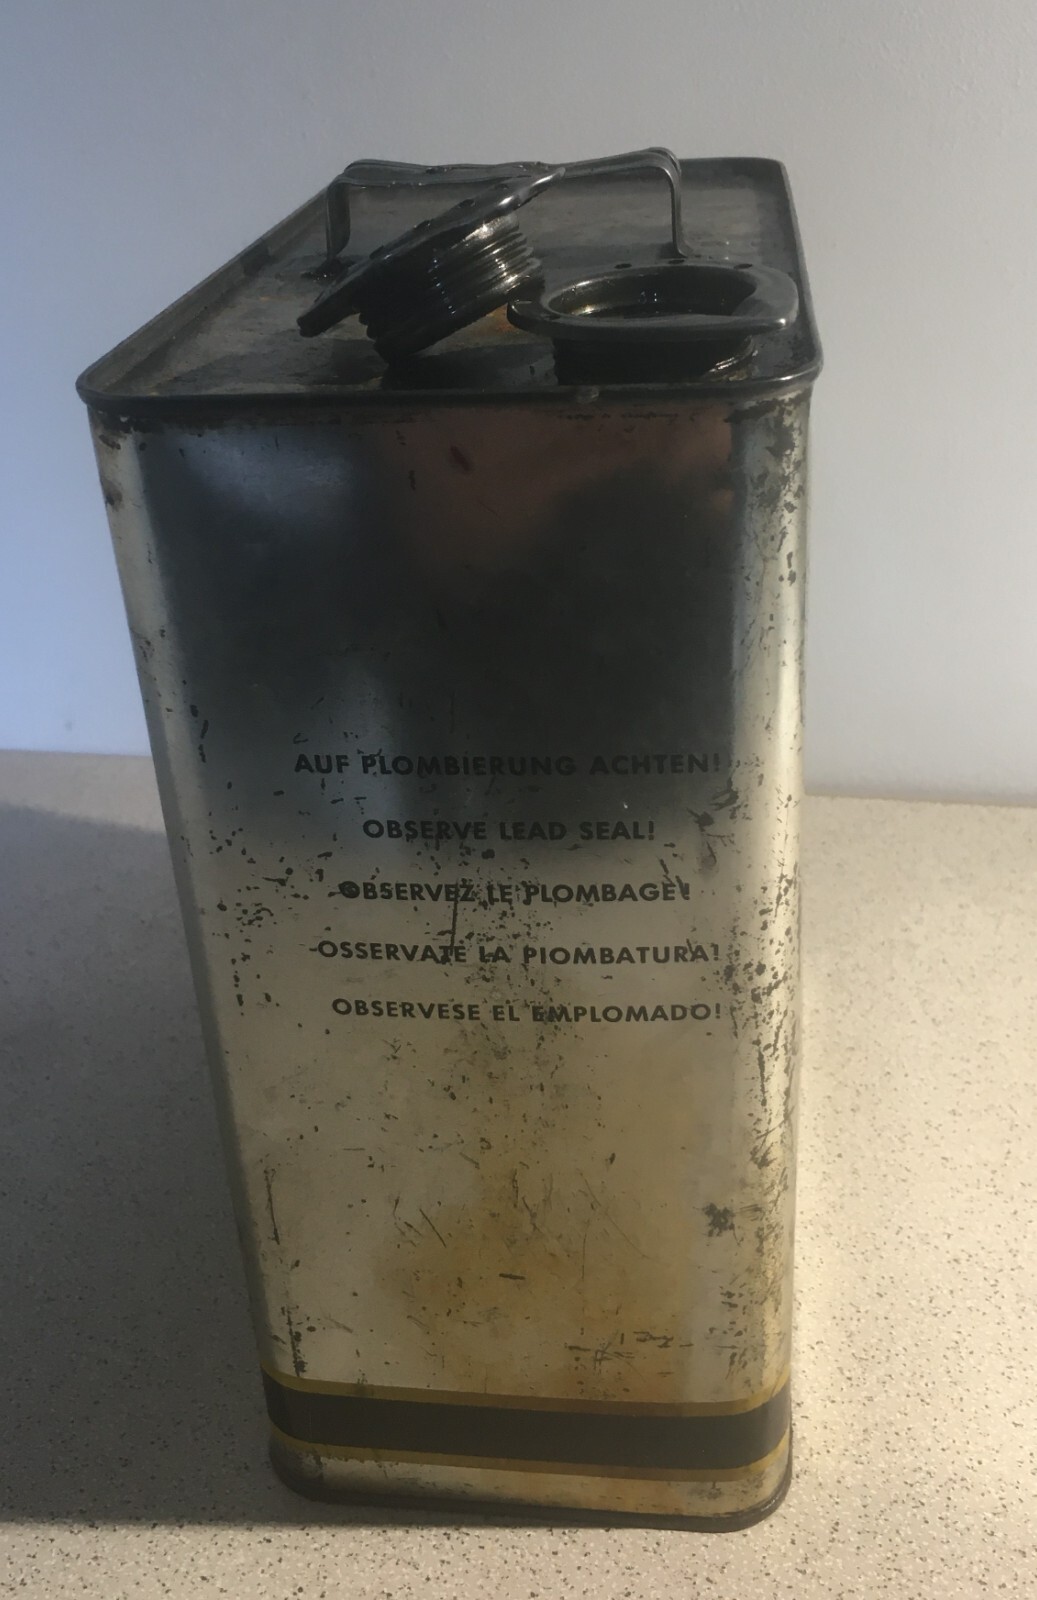 AUF PLOMBIERUNG ACHTEN!
OBSERVE LEAD SEAL!
OBSERVEZ LE PLOMBAGE!
OSSERVATE LA PIOMBATURA!
OBSERVESE EL EMPLOMADO!